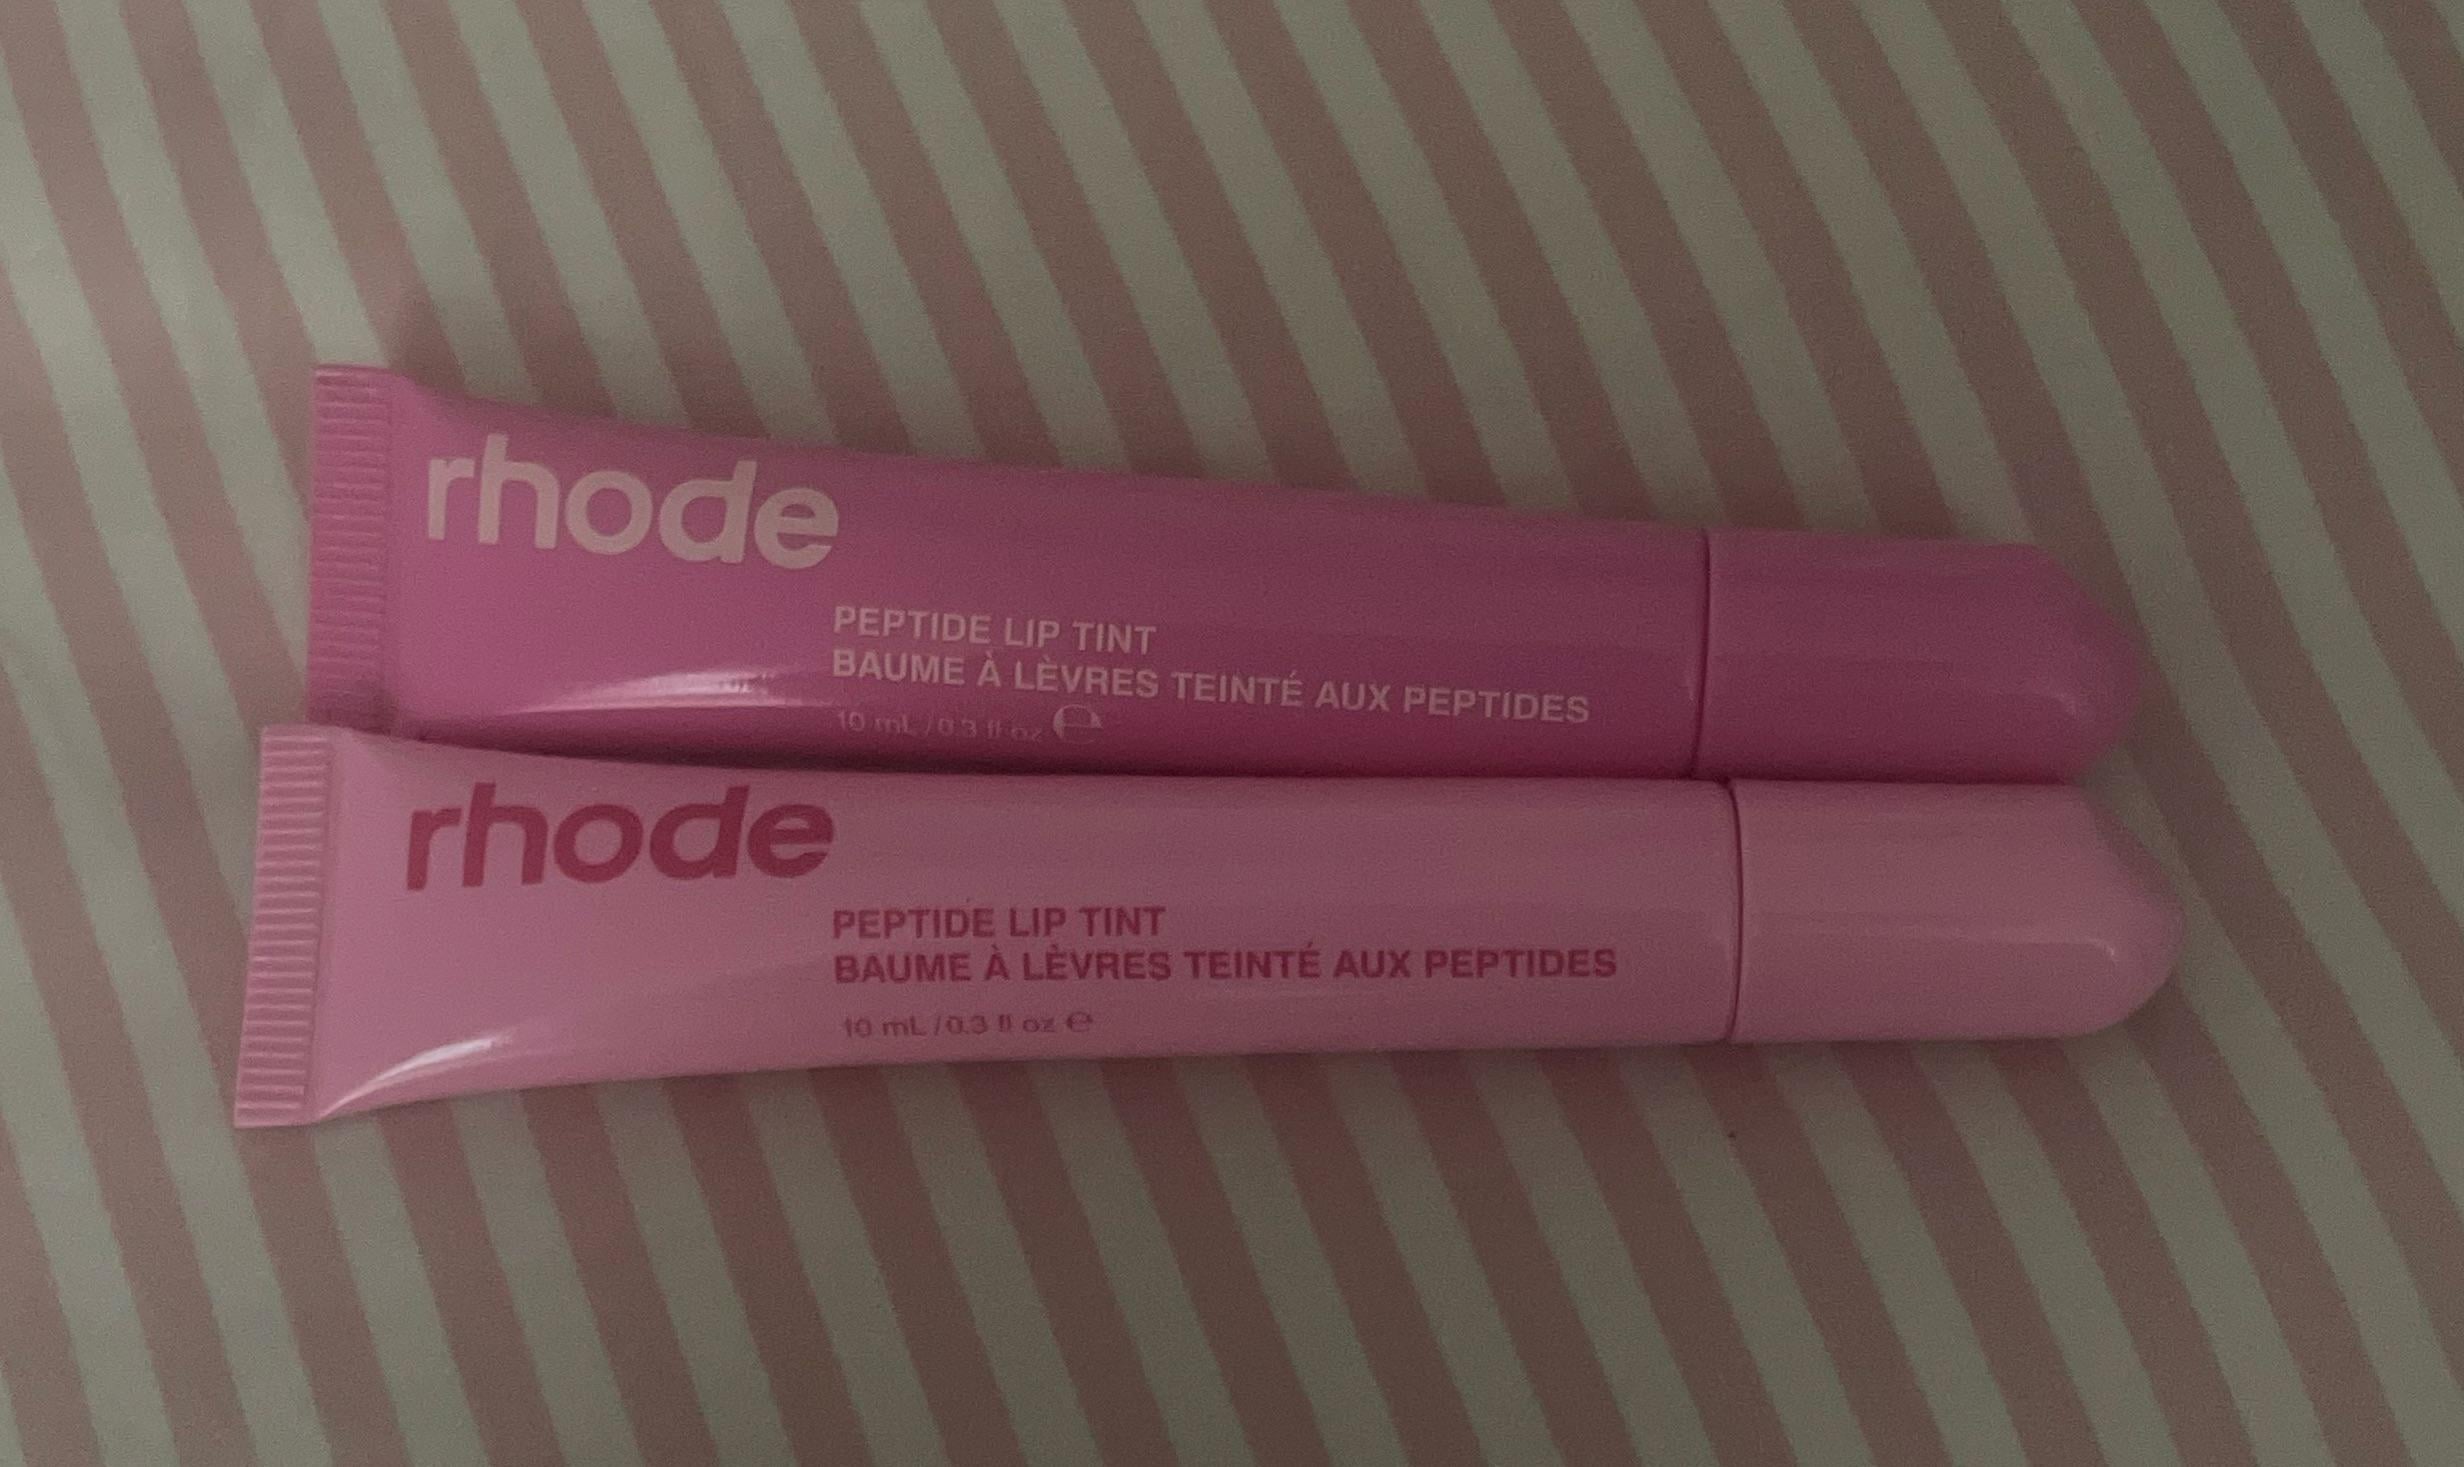 rhode
PEPTIDE LIP TINT
BAUME À LÈVRES TEINTÉ AUX PEPTIDES
10 mL / 0.3 fl oz ℮
rhode
PEPTIDE LIP TINT
BAUME À LÈVRES TEINTÉ AUX PEPTIDES
10 mL / 0.3 fl oz ℮